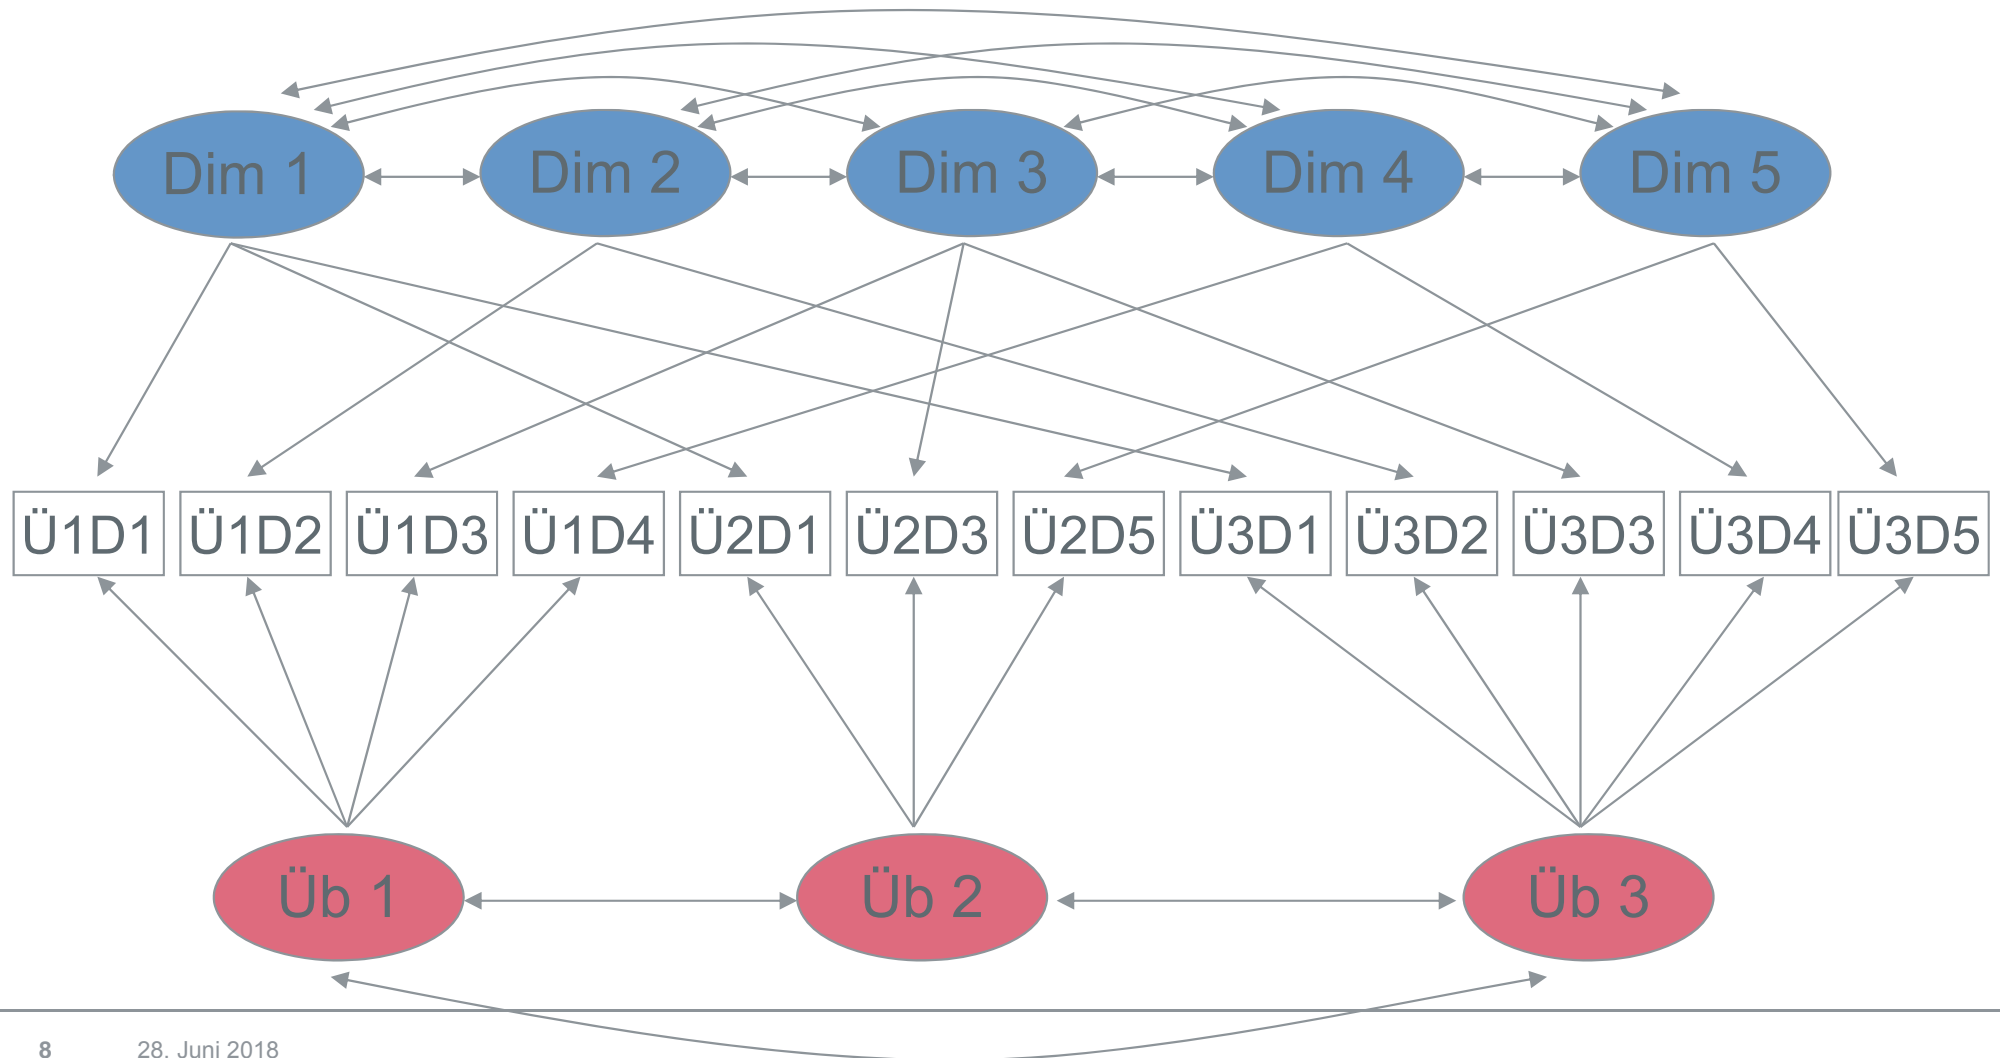 Dim 1 Dim 2 Dim 3 Dim 4 Dim 5
Ü1D1 Ü1D2 Ü1D3 Ü1D4 Ü2D1 Ü2D3 Ü2D5 Ü3D1 Ü3D2 Ü3D3 Ü3D4 Ü3D5
Üb 1 Üb 2 Üb 3
8 28. Juni 2018